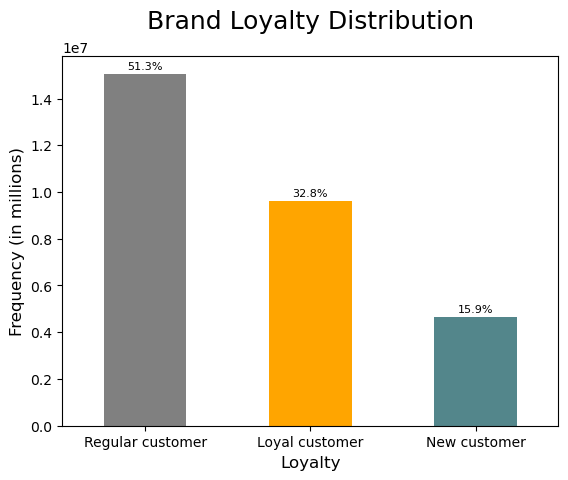 Brand Loyalty Distribution
1e7
51.3%
32.8%
15.9%
1.4
1.2
1.0
0.8
0.6
0.4
0.2
0.0
Frequency (in millions)
Regular customer
Loyal customer
New customer
Loyalty